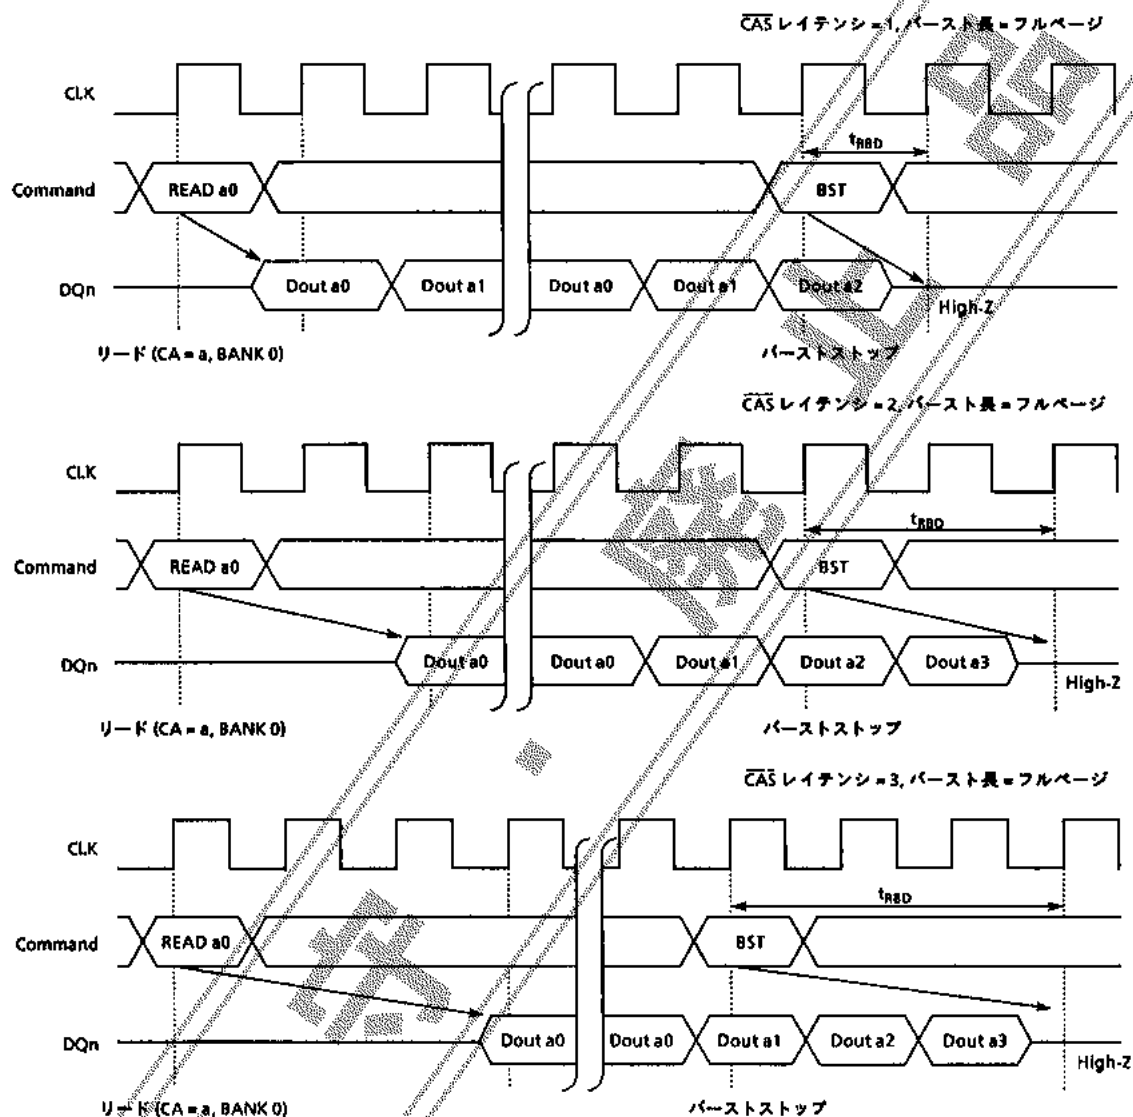 CAS レイテンシ = 1, バースト長 = フルページ
CLK
tRBD
Command
READ a0
BST
DQn
Dout a0
Dout a1
Dout a0
Dout a1
Dout a2
High-Z
リード (CA = a, BANK 0)
バーストストップ
CAS レイテンシ = 2, バースト長 = フルページ
CLK
tRBD
Command
READ a0
BST
DQn
Dout a0
Dout a0
Dout a1
Dout a2
Dout a3
High-Z
リード (CA = a, BANK 0)
バーストストップ
CAS レイテンシ = 3, バースト長 = フルページ
CLK
tRBD
Command
READ a0
BST
DQn
Dout a0
Dout a0
Dout a1
Dout a2
Dout a3
High-Z
リード (CA = a, BANK 0)
バーストストップ